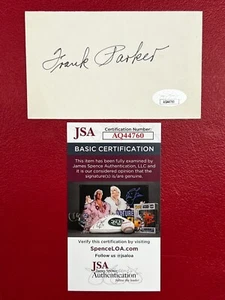 Frank Parker
JSA
Certification Number:
AQ44760
BASIC CERTIFICATION
This item has been fully examined by
James Spence Authentication, LLC and
it is our considered opinion that the
signature(s) is/are genuine.
Verify this certification by visiting
SpenceLOA.com
Follow us @jsaloa
JSA
James Spence
Authentication